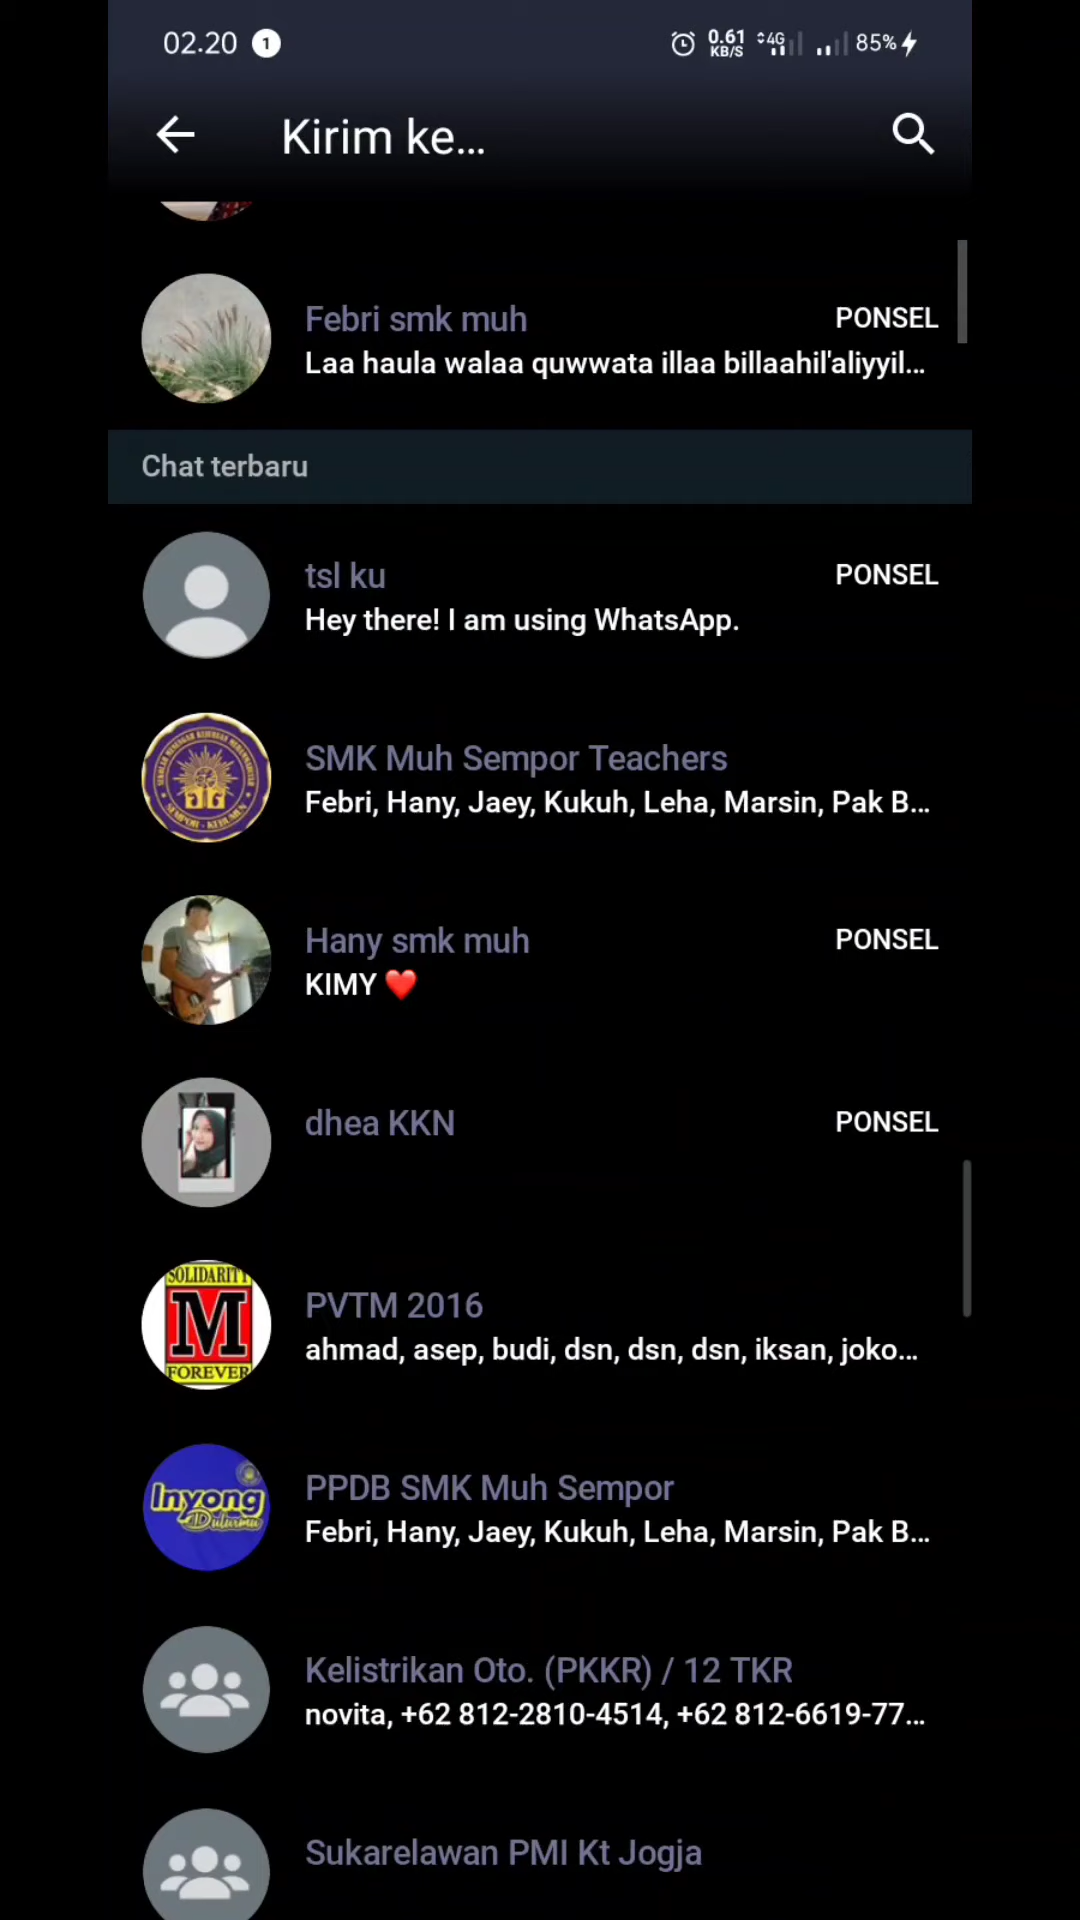 02.20 1 0.61 KB/S 4G 85%
Kirim ke...
Febri smk muh PONSEL
Laa haula walaa quwwata illaa billaahil'aliyyil...
Chat terbaru
tsl ku PONSEL
Hey there! I am using WhatsApp.
SMK Muh Sempor Teachers
Febri, Hany, Jaey, Kukuh, Leha, Marsin, Pak B...
Hany smk muh PONSEL
KIMY ❤️
dhea KKN PONSEL
SOLIDARITY
M
FOREVER
PVTM 2016
ahmad, asep, budi, dsn, dsn, dsn, iksan, joko...
Inyong
Dulurmu
PPDB SMK Muh Sempor
Febri, Hany, Jaey, Kukuh, Leha, Marsin, Pak B...
Kelistrikan Oto. (PKKR) / 12 TKR
novita, +62 812-2810-4514, +62 812-6619-77...
Sukarelawan PMI Kt Jogja